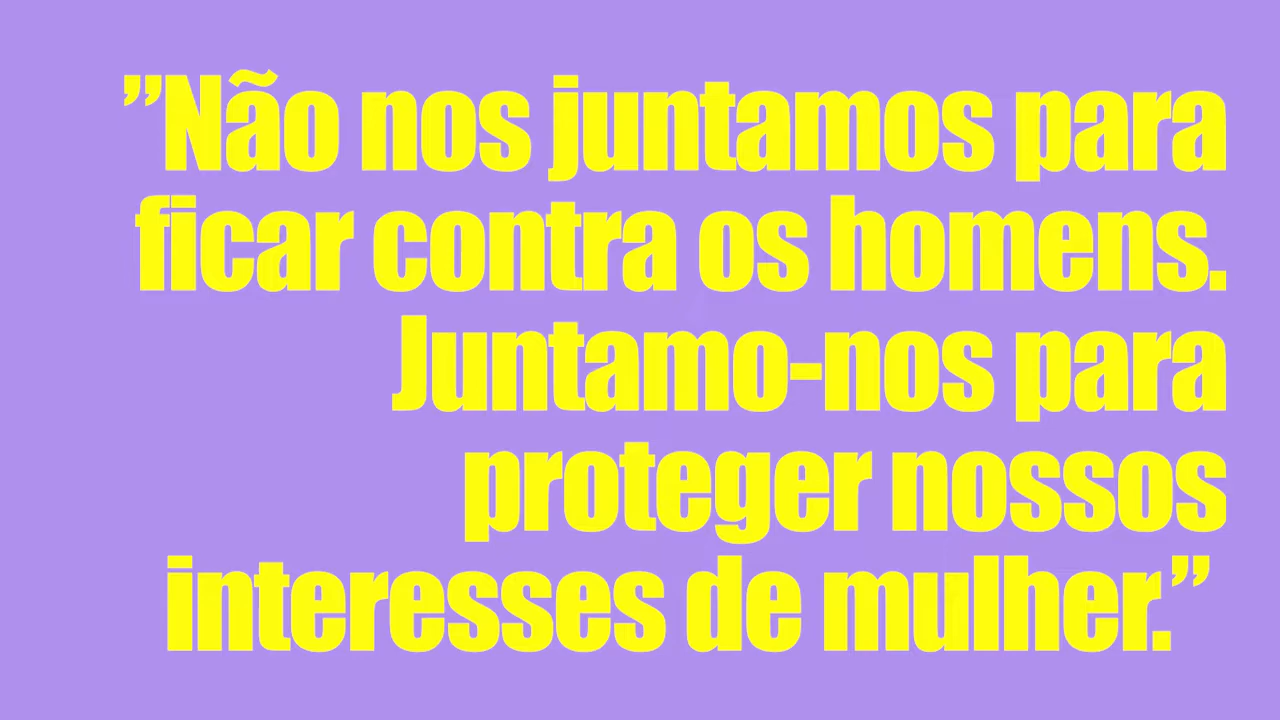 ”Não nos juntamos para
ficar contra os homens.
Juntamo-nos para
proteger nossos
interesses de mulher.”